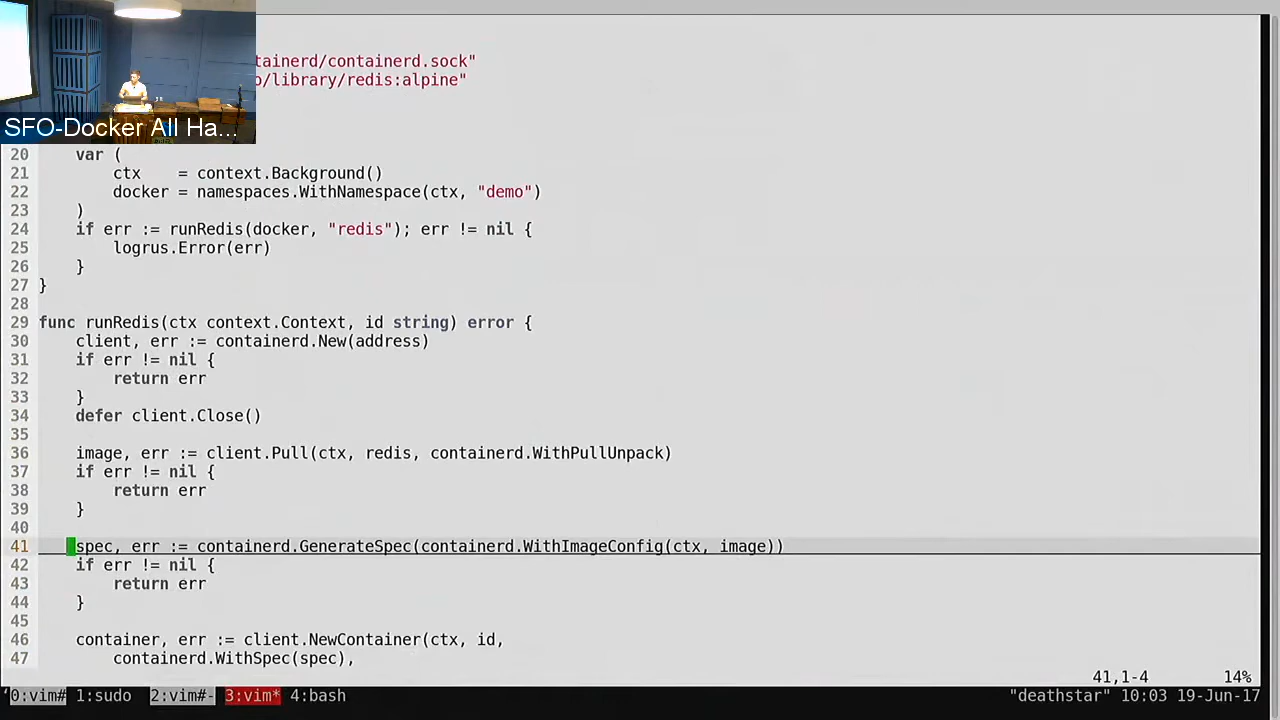 tainerd/containerd.sock"
o/library/redis:alpine"
SFO-Docker All Ha...
20 var (
21 ctx = context.Background()
22 docker = namespaces.WithNamespace(ctx, "demo")
23 )
24 if err := runRedis(docker, "redis"); err != nil {
25 logrus.Error(err)
26 }
27 }
28
29 func runRedis(ctx context.Context, id string) error {
30 client, err := containerd.New(address)
31 if err != nil {
32 return err
33 }
34 defer client.Close()
35
36 image, err := client.Pull(ctx, redis, containerd.WithPullUnpack)
37 if err != nil {
38 return err
39 }
40
41 spec, err := containerd.GenerateSpec(containerd.WithImageConfig(ctx, image))
42 if err != nil {
43 return err
44 }
45
46 container, err := client.NewContainer(ctx, id,
47 containerd.WithSpec(spec),
41,1-4 14%
0:vim# 1:sudo 2:vim#- 3:vim* 4:bash "deathstar" 10:03 19-Jun-17